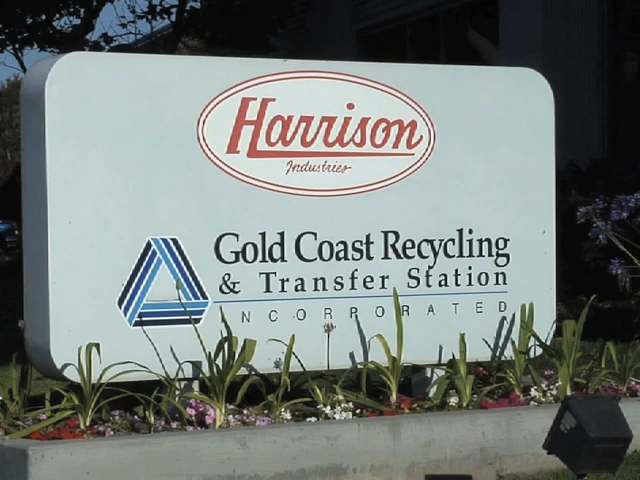 Harrison
Industries
Gold Coast Recycling
& Transfer Station
INCORPORATED